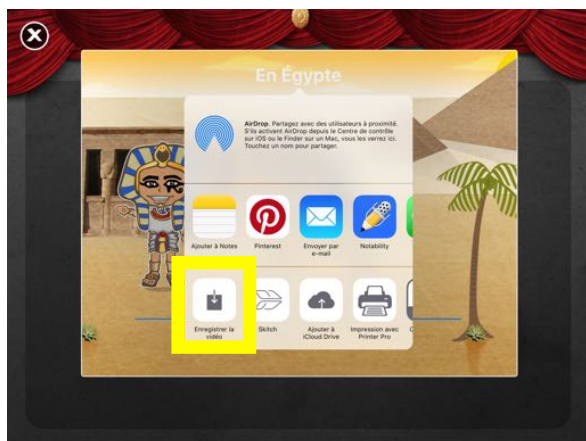 En Égypte
AirDrop. Partagez avec des utilisateurs à proximité.
S'ils activent AirDrop depuis le Centre de contrôle
sur iOS ou le Finder sur un Mac, vous les verrez ici.
Touchez un nom pour partager.
Ajouter à Notes
Pinterest
Envoyer par
e-mail
Notability
Enregistrer la
vidéo
Skitch
Ajouter à
iCloud Drive
Impression avec
Printer Pro